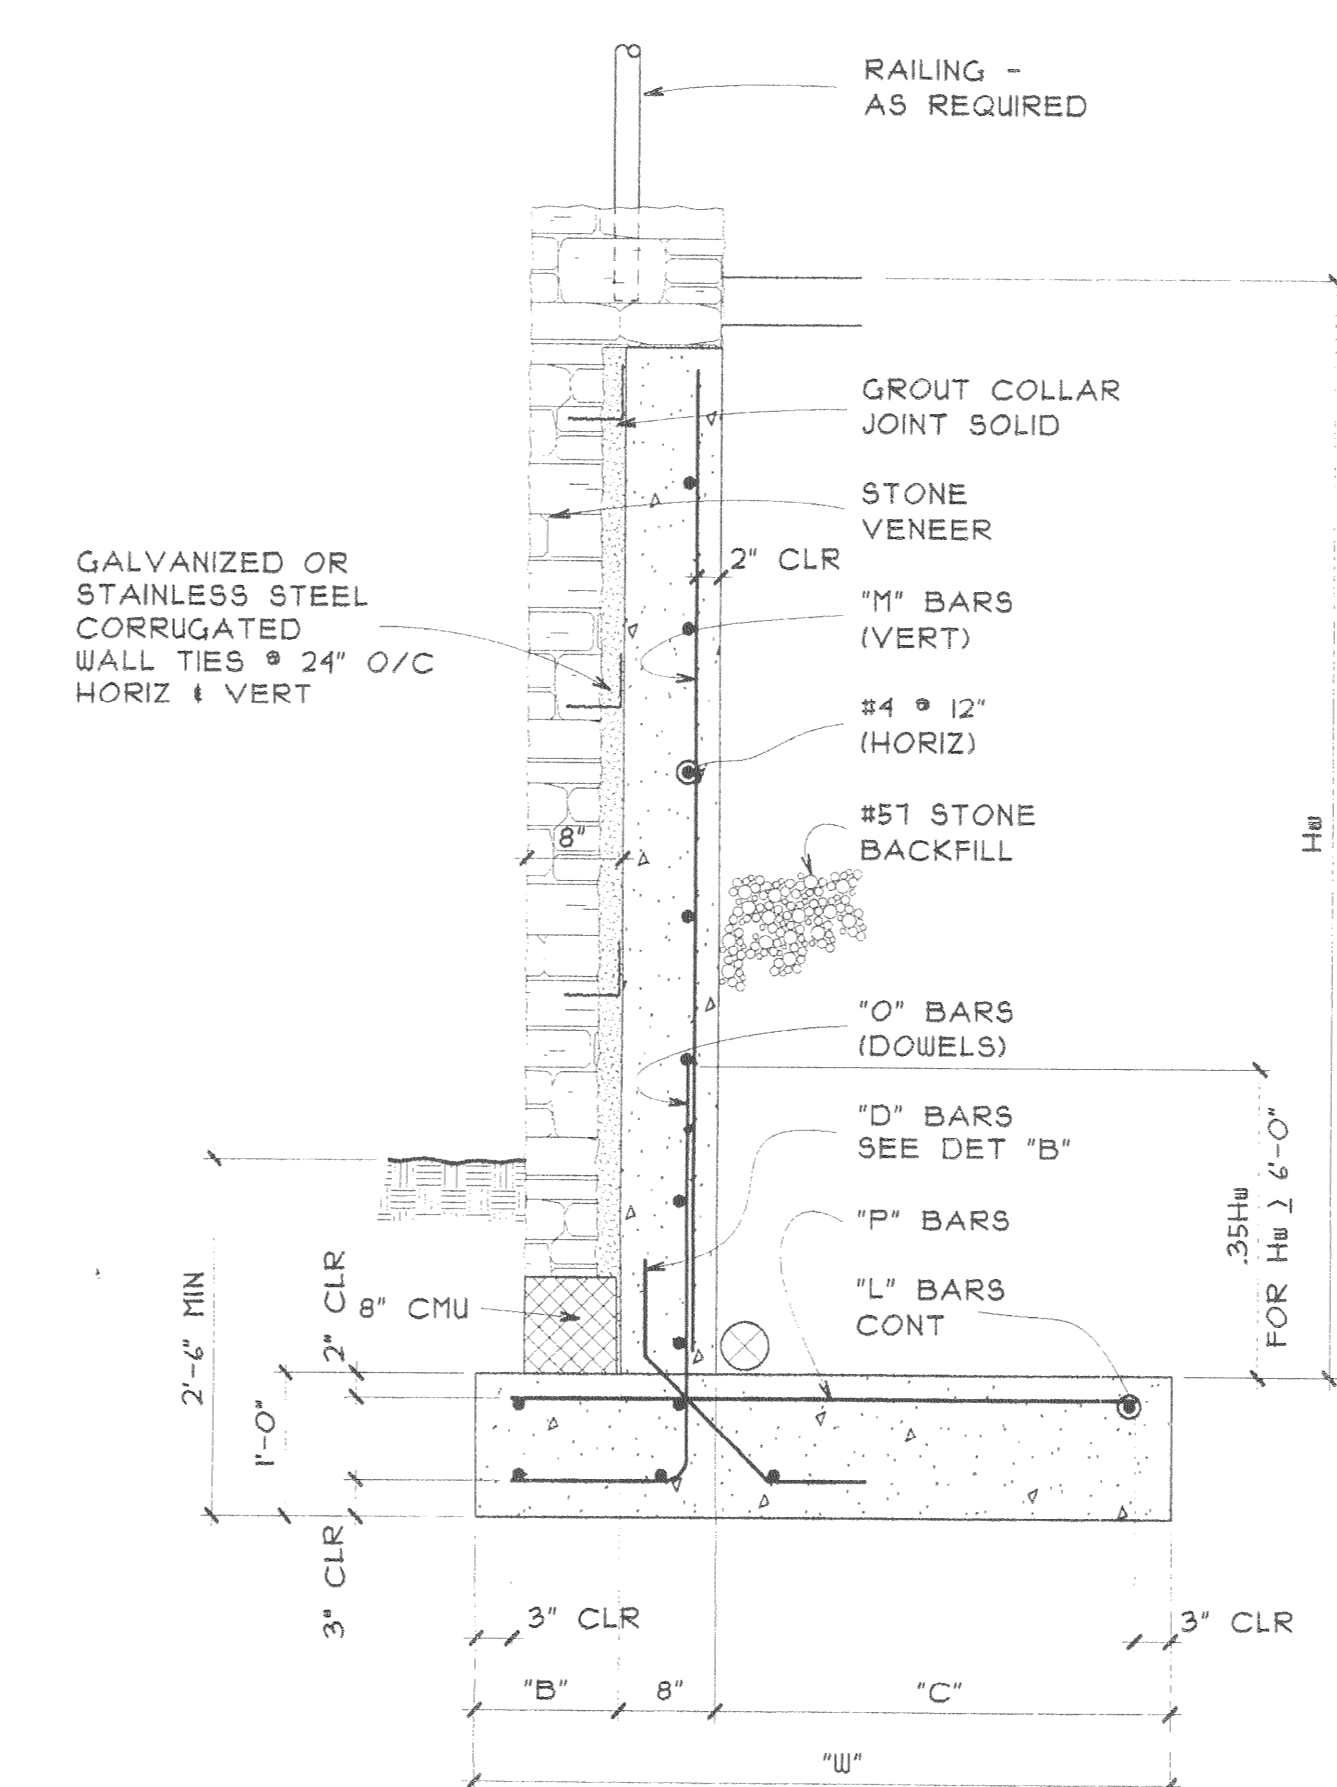 RAILING -
AS REQUIRED
GROUT COLLAR
JOINT SOLID
STONE
VENEER
2" CLR
GALVANIZED OR
STAINLESS STEEL
CORRUGATED
WALL TIES @ 24" O/C
HORIZ & VERT
"M" BARS
(VERT)
#4 @ 12"
(HORIZ)
#57 STONE
BACKFILL
8"
Hw
"O" BARS
(DOWELS)
"D" BARS
SEE DET "B"
"P" BARS
"L" BARS
CONT
.35Hw
FOR Hw ≥ 6'-0"
8" CMU
2" CLR
2'-6" MIN
1'-0"
3" CLR
3" CLR
3" CLR
"B"
8"
"C"
"W"